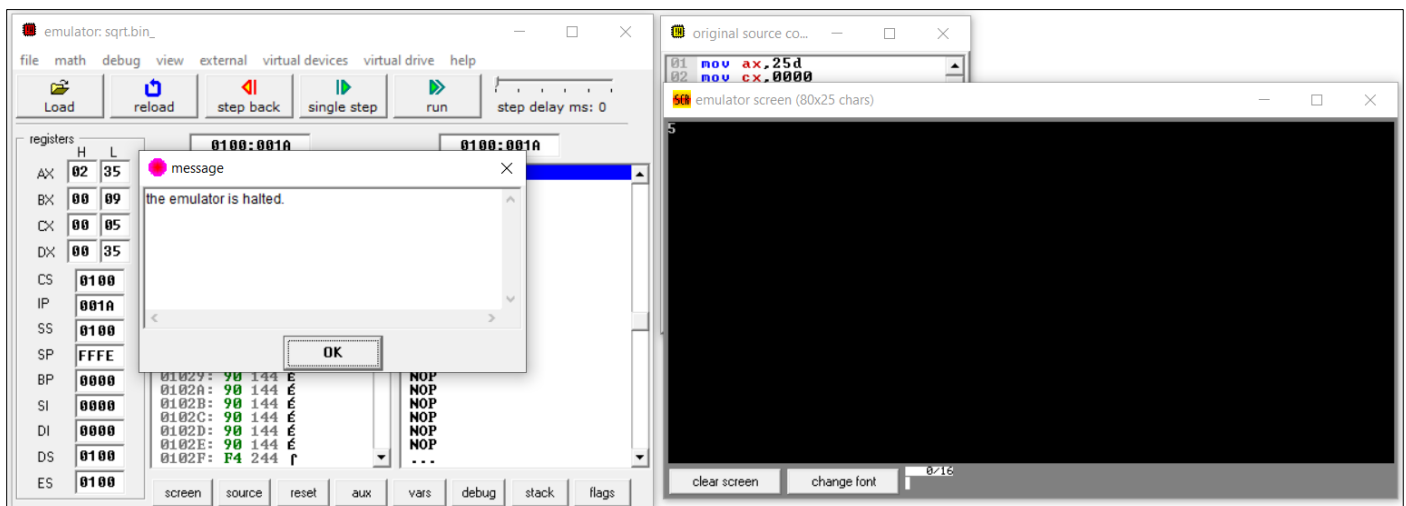 emulator: sqrt.bin_
file math debug view external virtual devices virtual drive help
Load reload step back single step run step delay ms: 0
registers
H L
0100:001A 0100:001A
AX 02 35
BX 00 09
CX 00 05
DX 00 35
CS 0100
IP 001A
SS 0100
SP FFFE
BP 0000
SI 0000
DI 0000
DS 0100
ES 0100
message
the emulator is halted.
OK
01029: 90 144 É NOP
0102A: 90 144 É NOP
0102B: 90 144 É NOP
0102C: 90 144 É NOP
0102D: 90 144 É NOP
0102E: 90 144 É NOP
0102F: F4 244 ⌠ ...
screen source reset aux vars debug stack flags
original source co...
01 mov ax,25d
02 mov cx,0000
emulator screen (80x25 chars)
5
clear screen change font
0/16